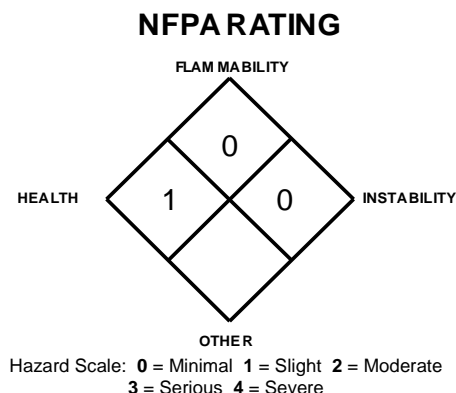 NFPA RATING
FLAMMABILITY
0
HEALTH 1 0 INSTABILITY
OTHER
Hazard Scale: 0 = Minimal 1 = Slight 2 = Moderate
3 = Serious 4 = Severe